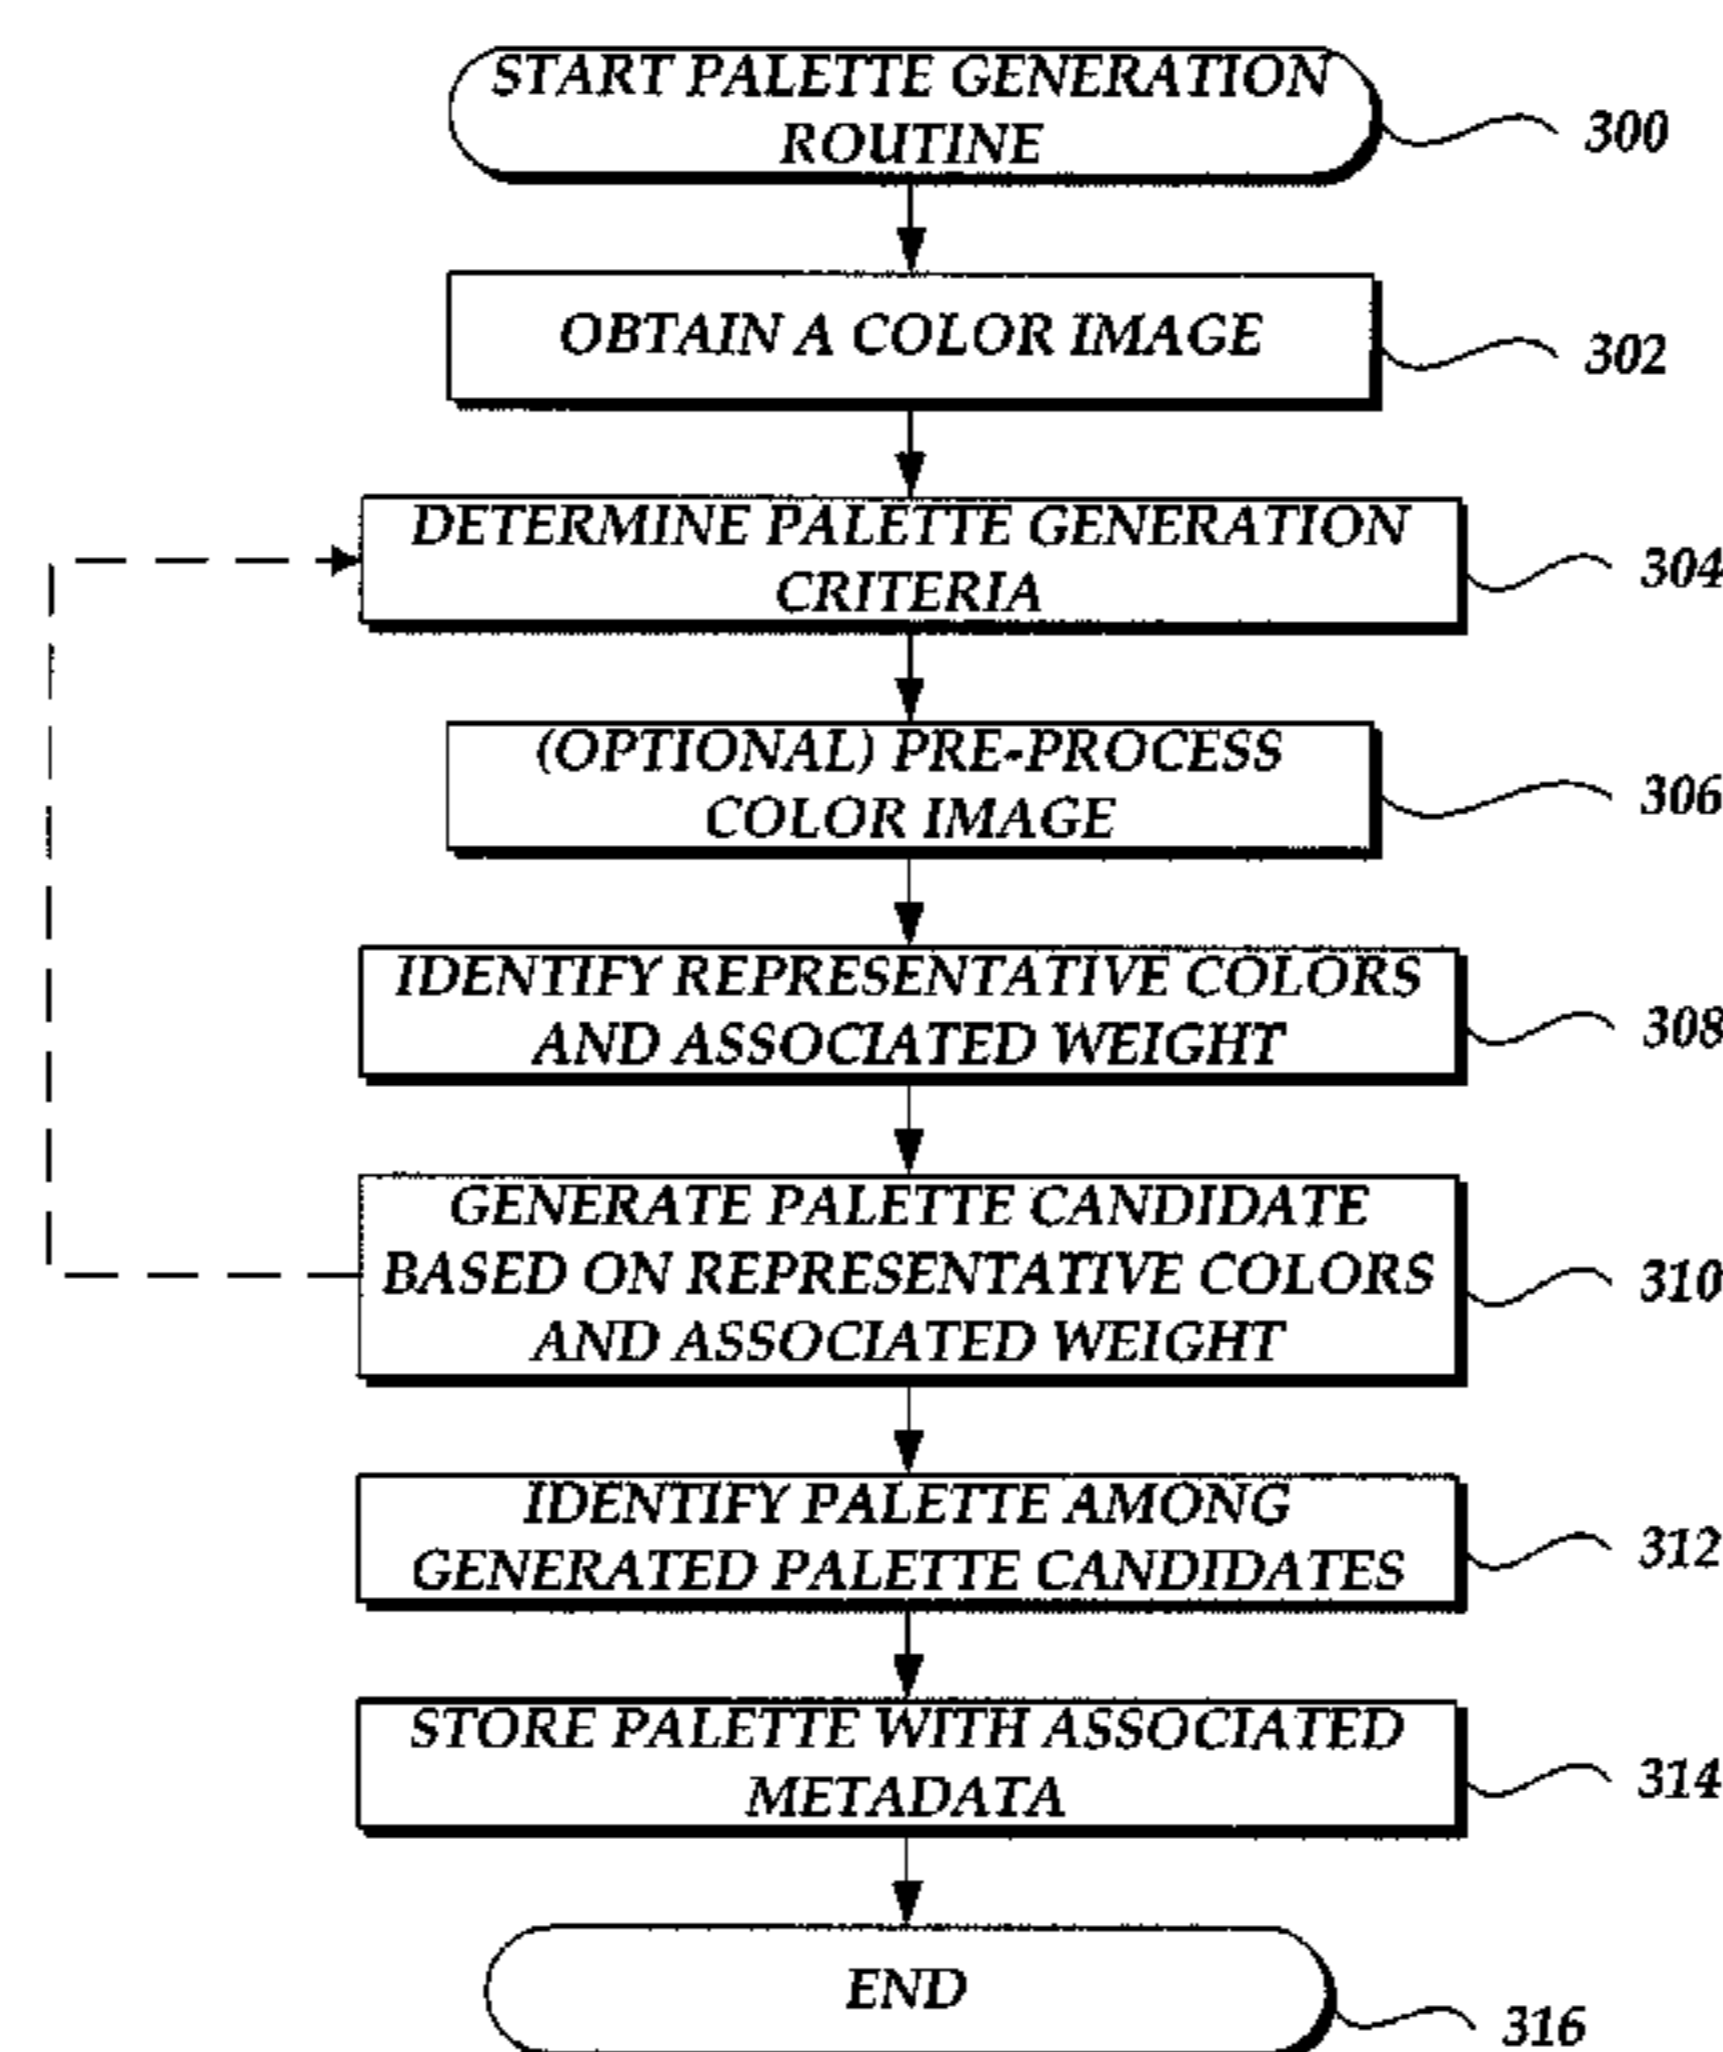 START PALETTE GENERATION
ROUTINE
300
OBTAIN A COLOR IMAGE
302
DETERMINE PALETTE GENERATION
CRITERIA
304
(OPTIONAL) PRE-PROCESS
COLOR IMAGE
306
IDENTIFY REPRESENTATIVE COLORS
AND ASSOCIATED WEIGHT
308
GENERATE PALETTE CANDIDATE
BASED ON REPRESENTATIVE COLORS
AND ASSOCIATED WEIGHT
310
IDENTIFY PALETTE AMONG
GENERATED PALETTE CANDIDATES
312
STORE PALETTE WITH ASSOCIATED
METADATA
314
END
316